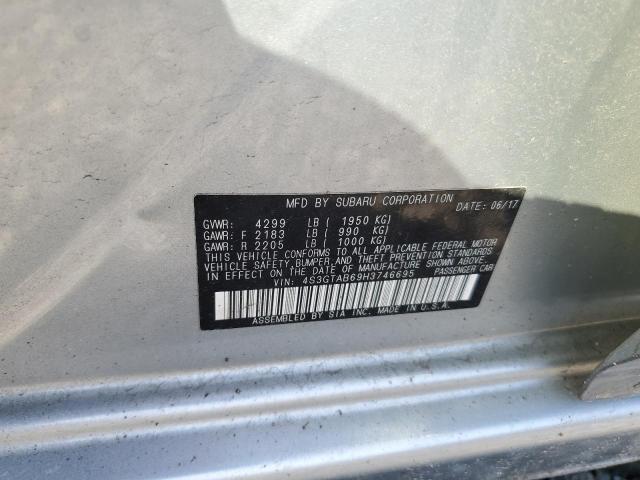 MFD BY SUBARU CORPORATION DATE: 06/17
GVWR: 4299 LB ( 1950 KG)
GAWR: F 2183 LB ( 990 KG)
GAWR: R 2205 LB ( 1000 KG)
THIS VEHICLE CONFORMS TO ALL APPLICABLE FEDERAL MOTOR
VEHICLE SAFETY, BUMPER, AND THEFT PREVENTION STANDARDS
IN EFFECT ON THE DATE OF MANUFACTURE SHOWN ABOVE.
VIN: 4S3GTAB69H3746695 PASSENGER CAR
ASSEMBLED BY SIA INC. MADE IN U.S.A.